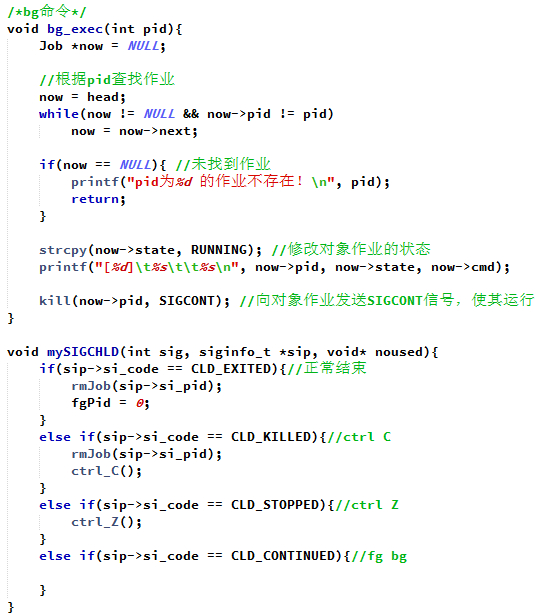 /*bg命令*/
void bg_exec(int pid){
    Job *now = NULL;

    //根据pid查找作业
    now = head;
    while(now != NULL && now->pid != pid)
        now = now->next;

    if(now == NULL){ //未找到作业
        printf("pid为%d 的作业不存在！\n", pid);
        return;
    }

    strcpy(now->state, RUNNING); //修改对象作业的状态
    printf("[%d]\t%s\t\t%s\n", now->pid, now->state, now->cmd);

    kill(now->pid, SIGCONT); //向对象作业发送SIGCONT信号，使其运行
}

void mySIGCHLD(int sig, siginfo_t *sip, void* noused){
    if(sip->si_code == CLD_EXITED){//正常结束
        rmJob(sip->si_pid);
        fgPid = 0;
    }
    else if(sip->si_code == CLD_KILLED){//ctrl C
        rmJob(sip->si_pid);
        ctrl_C();
    }
    else if(sip->si_code == CLD_STOPPED){//ctrl Z
        ctrl_Z();
    }
    else if(sip->si_code == CLD_CONTINUED){//fg bg

    }
}